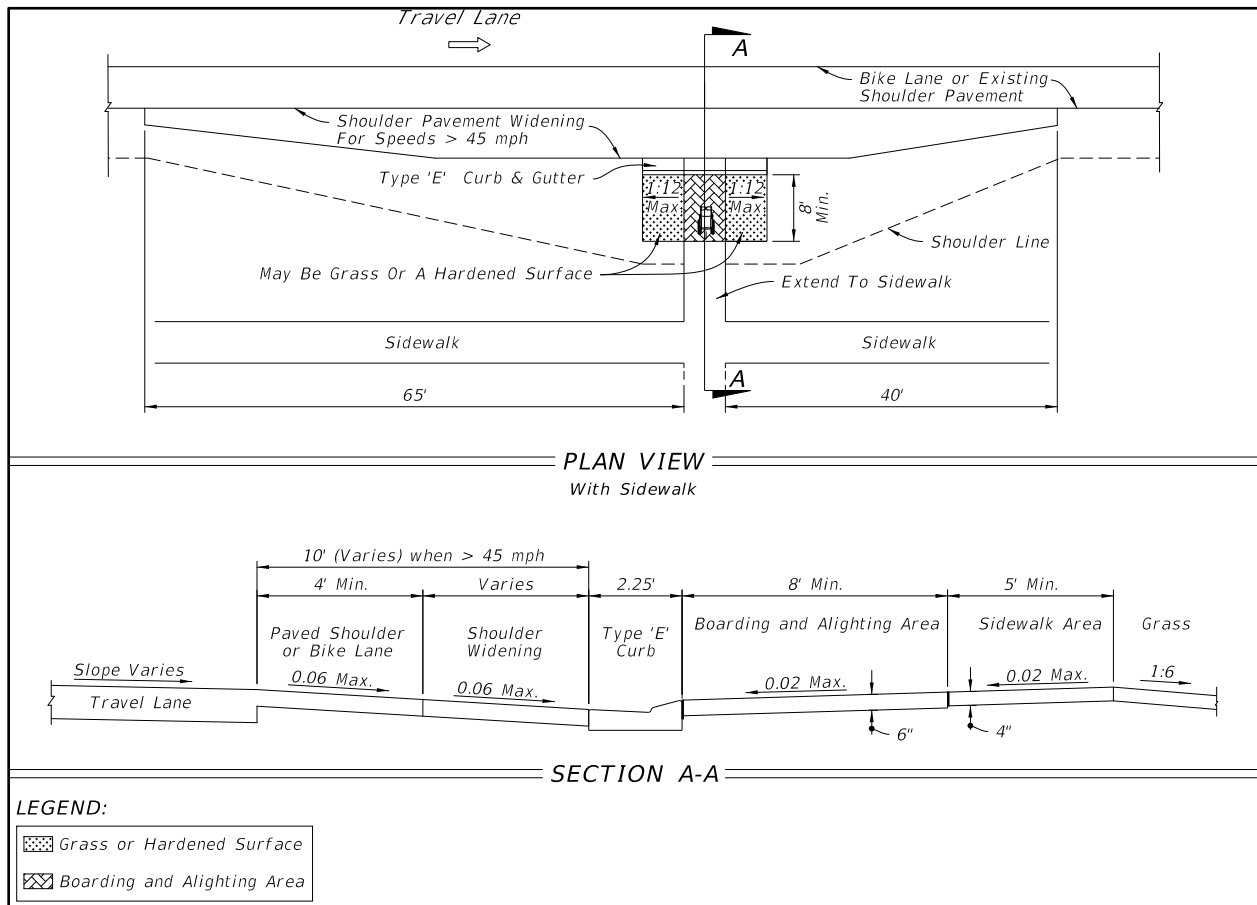 Travel Lane
A
Bike Lane or Existing
Shoulder Pavement
Shoulder Pavement Widening
For Speeds > 45 mph
Type 'E' Curb & Gutter
1:12
Max
1:12
Max
8'
Min.
Shoulder Line
May Be Grass Or A Hardened Surface
Extend To Sidewalk
Sidewalk
Sidewalk
A
65'
40'
PLAN VIEW
With Sidewalk
10' (Varies) when > 45 mph
4' Min.
Varies
2.25'
8' Min.
5' Min.
Paved Shoulder
or Bike Lane
Shoulder
Widening
Type 'E'
Curb
Boarding and Alighting Area
Sidewalk Area
Grass
Slope Varies
0.06 Max.
0.06 Max.
0.02 Max.
0.02 Max.
1:6
Travel Lane
6"
4"
SECTION A-A
LEGEND:
Grass or Hardened Surface
Boarding and Alighting Area